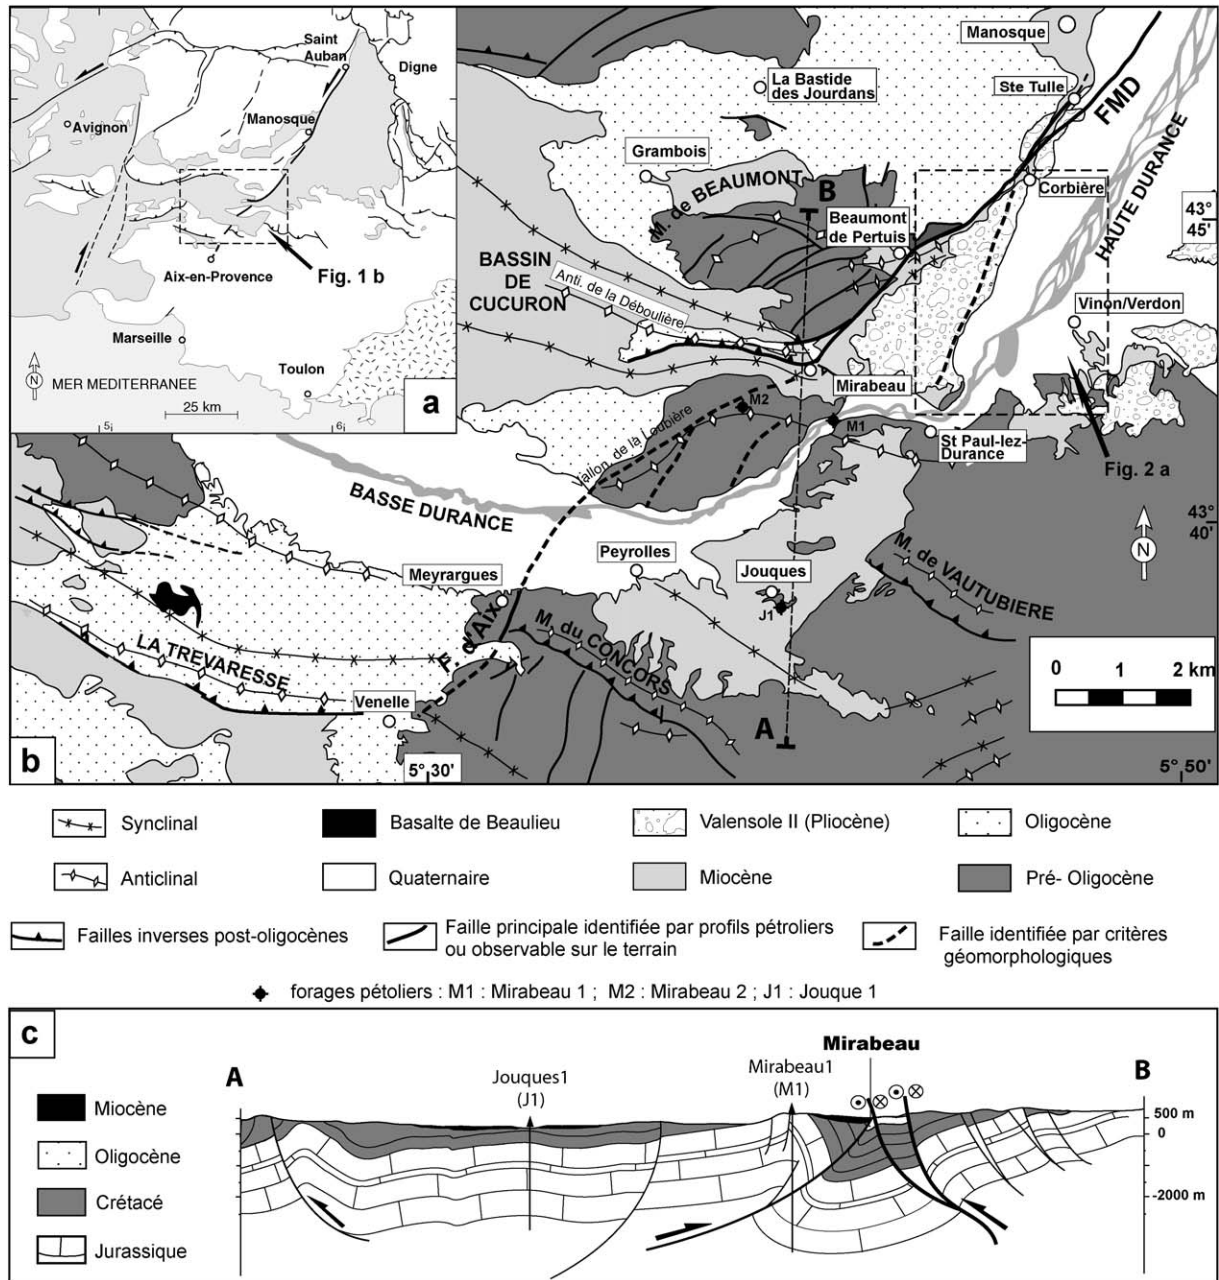 Saint
Auban
Digne
Avignon
Manosque
Aix-en-Provence
Fig. 1 b
Marseille
Toulon
N
MER MEDITERRANEE
25 km
a
5i
6i
Manosque
La Bastide
des Jourdans
Ste Tulle
FMD
Grambois
M. de BEAUMONT
B
Corbière
HAUTE DURANCE
43°
45'
Beaumont
de Pertuis
BASSIN
DE
CUCURON
Anti. de la Déboulière
Vinon/Verdon
Mirabeau
M2
M1
Vallon de la Loubière
St Paul-lez-
Durance
Fig. 2 a
BASSE DURANCE
N
43°
40'
Peyrolles
Jouques
M. de VAUTUBIERE
Meyrargues
J1
F. d'Aix
M. du CONCORS
LA TREVARESSE
0 1 2 km
Venelle
A
b
5° 30'
5° 50'
Synclinal
Basalte de Beaulieu
Valensole II (Pliocène)
Oligocène
Anticlinal
Quaternaire
Miocène
Pré- Oligocène
Failles inverses post-oligocènes
Faille principale identifiée par profils pétroliers
ou observable sur le terrain
Faille identifiée par critères
géomorphologiques
forages pétoliers : M1 : Mirabeau 1 ; M2 : Mirabeau 2 ; J1 : Jouque 1
c
Mirabeau
A
Jouques1
(J1)
Mirabeau1
(M1)
B
Miocène
Oligocène
Crétacé
Jurassique
500 m
0
-2000 m